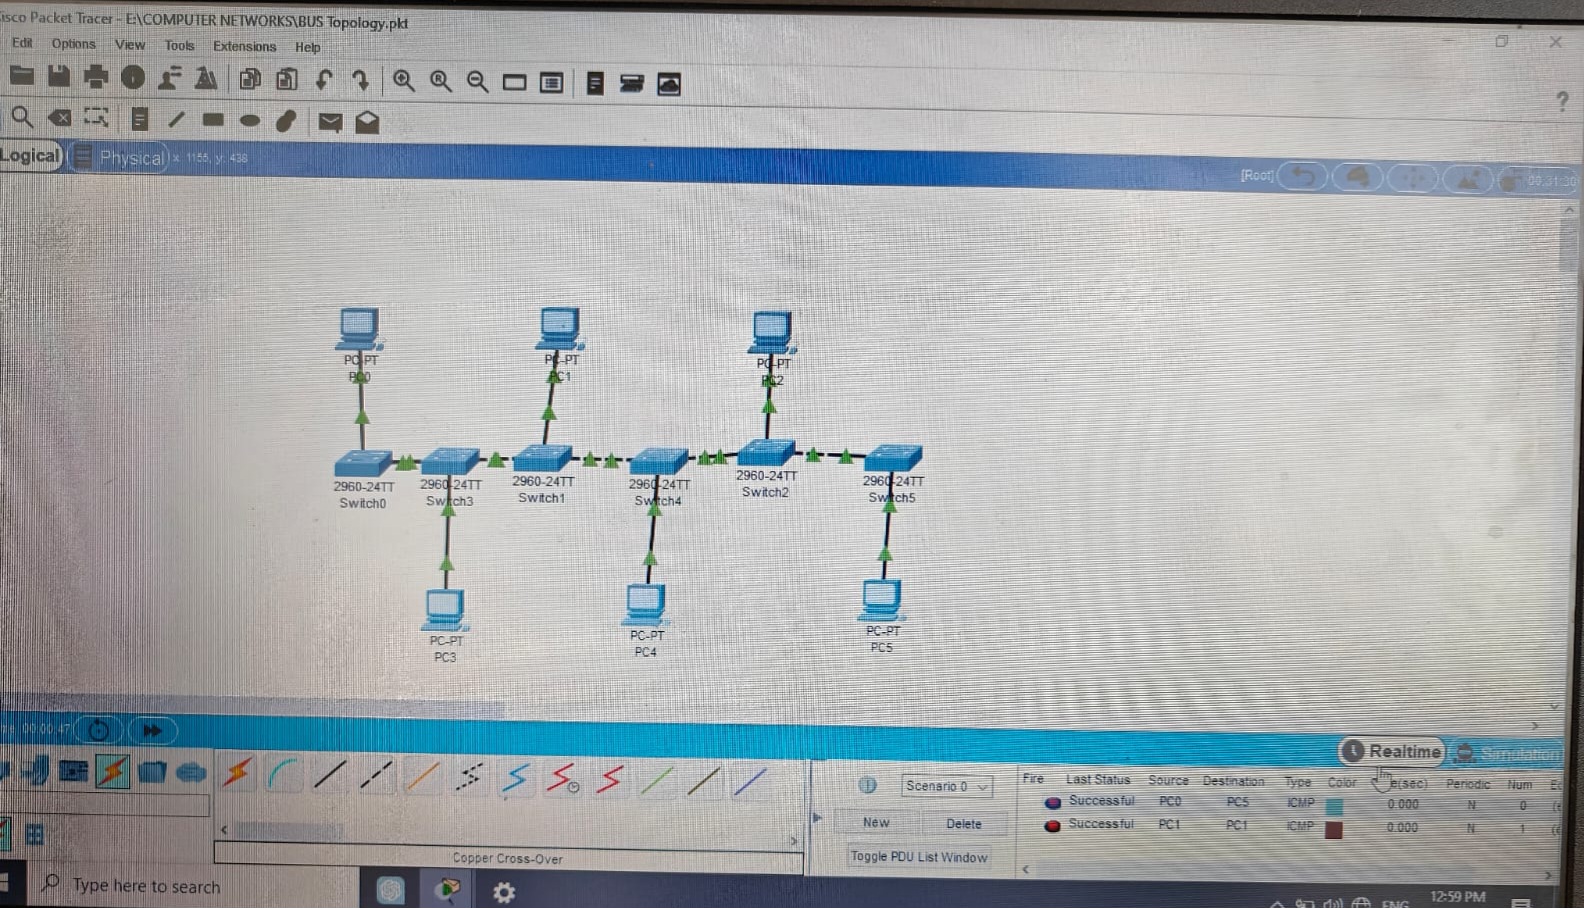 isco Packet Tracer - E:\COMPUTER NETWORKS\BUS Topology.pkt
Edit Options View Tools Extensions Help
?
Logical Physical x: 1155, y: 438 [Root] 00:31:30
PC-PT PC-PT PC-PT
PC0 PC1 PC2
2960-24TT 2960-24TT 2960-24TT 2960-24TT 2960-24TT 2960-24TT
Switch0 Switch3 Switch1 Switch4 Switch2 Switch5
PC-PT PC-PT PC-PT
PC3 PC4 PC5
00:00:47
Realtime Simulation
Scenario 0
New Delete
Toggle PDU List Window
Fire Last Status Source Destination Type Color e(sec) Periodic Num
Successful PC0 PC5 ICMP 0.000 N 0
Successful PC1 PC1 ICMP 0.000 N 1
Copper Cross-Over
Type here to search
ENG 12:59 PM